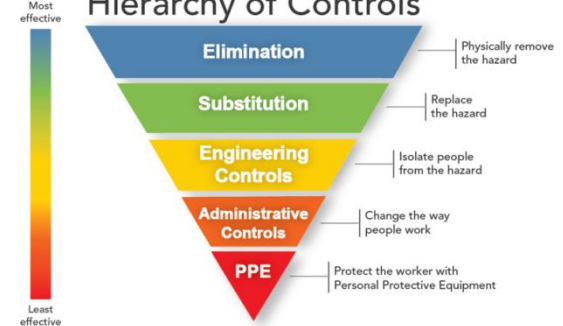 Hierarchy of Controls
Most
effective
Elimination
Physically remove
the hazard
Substitution
Replace
the hazard
Engineering
Controls
Isolate people
from the hazard
Administrative
Controls
Change the way
people work
PPE
Protect the worker with
Personal Protective Equipment
Least
effective